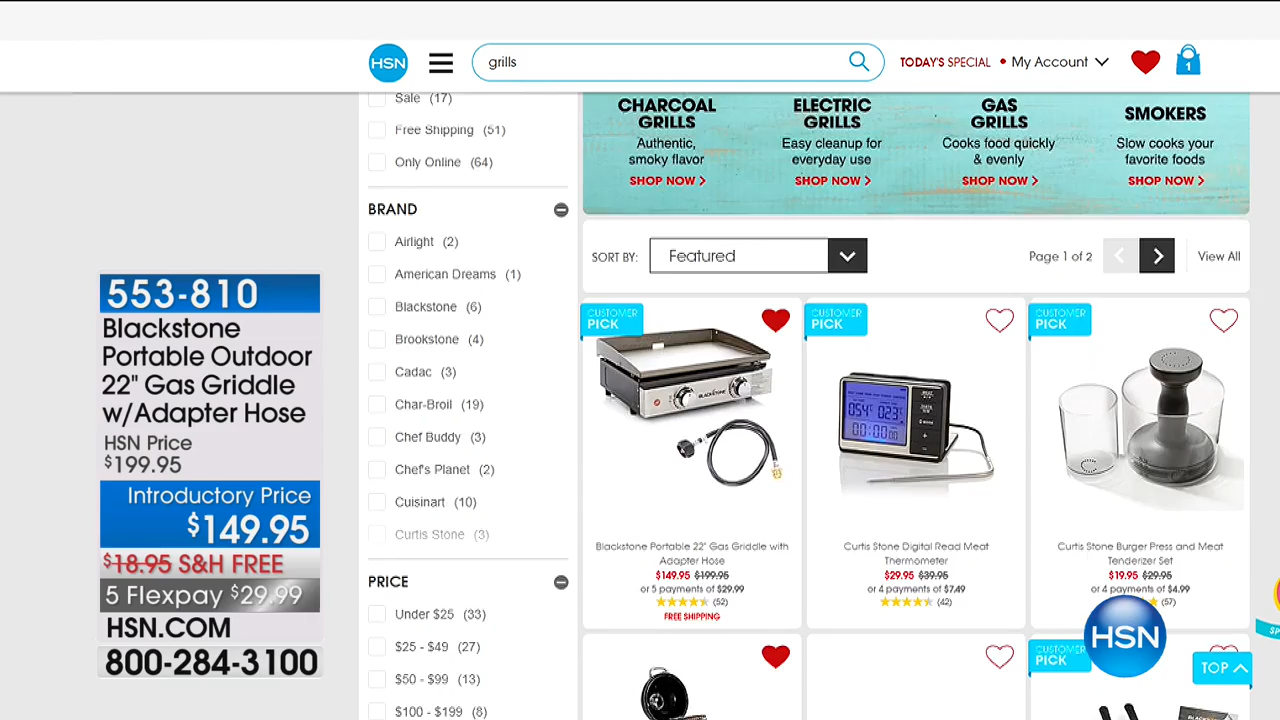 HSN
grills
TODAY'S SPECIAL • My Account
1
Sale (17)
Free Shipping (51)
Only Online (64)
BRAND
Airlight (2)
American Dreams (1)
Blackstone (6)
Brookstone (4)
Cadac (3)
Char-Broil (19)
Chef Buddy (3)
Chef's Planet (2)
Cuisinart (10)
Curtis Stone (3)
PRICE
Under $25 (33)
$25 - $49 (27)
$50 - $99 (13)
$100 - $199 (8)
CHARCOAL
GRILLS
Authentic,
smoky flavor
SHOP NOW >
ELECTRIC
GRILLS
Easy cleanup for
everyday use
SHOP NOW >
GAS
GRILLS
Cooks food quickly
& evenly
SHOP NOW >
SMOKERS
Slow cooks your
favorite foods
SHOP NOW >
SORT BY: Featured
Page 1 of 2 < > View All
CUSTOMER
PICK
BLACKSTONE
Blackstone Portable 22" Gas Griddle with
Adapter Hose
$149.95 $199.95
or 5 payments of $29.99
(52)
FREE SHIPPING
CUSTOMER
PICK
Curtis Stone Digital Read Meat
Thermometer
$29.95 $39.95
or 4 payments of $7.49
(42)
CUSTOMER
PICK
Curtis Stone Burger Press and Meat
Tenderizer Set
$19.95 $29.95
or 4 payments of $4.99
(57)
CUSTOMER
PICK
HSN
TOP
553-810
Blackstone
Portable Outdoor
22" Gas Griddle
w/Adapter Hose
HSN Price
$199.95
Introductory Price
$149.95
$18.95 S&H FREE
5 Flexpay $29.99
HSN.COM
800-284-3100